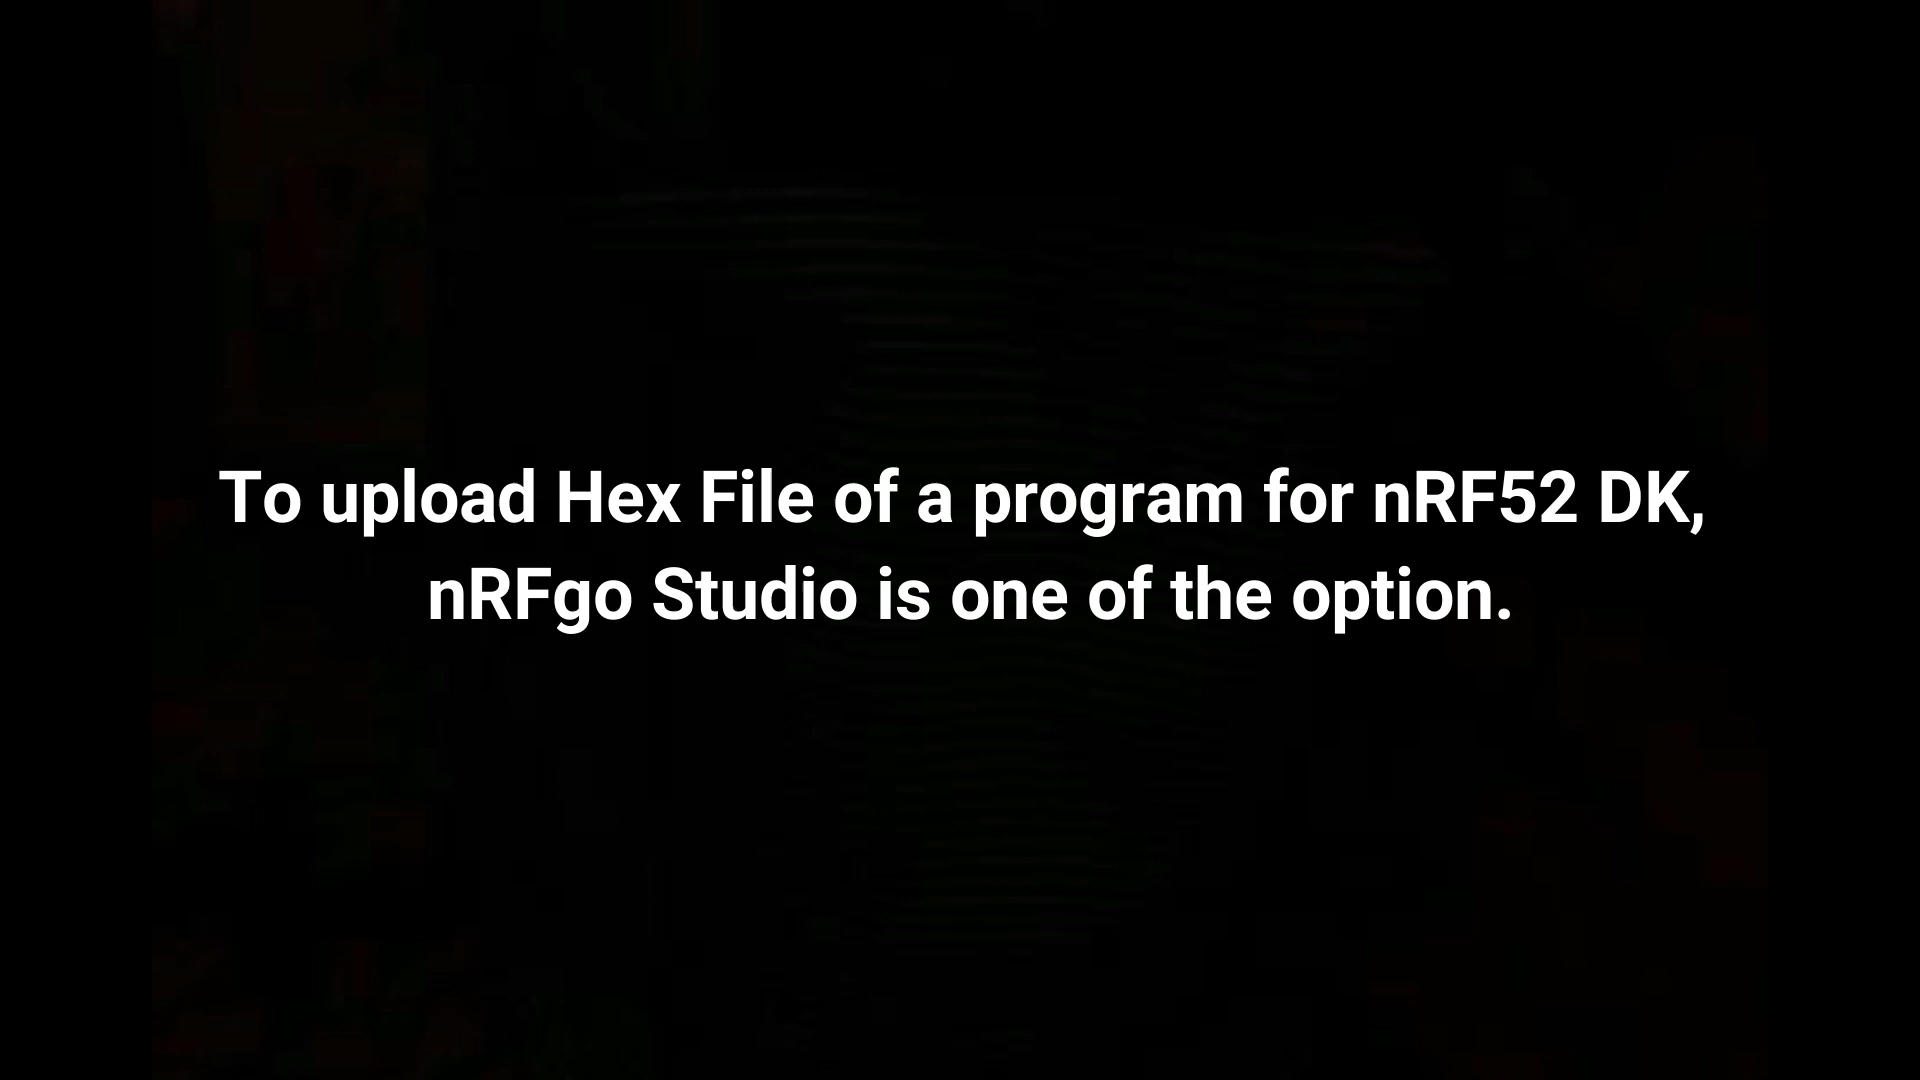 To upload Hex File of a program for nRF52 DK,
nRFgo Studio is one of the option.